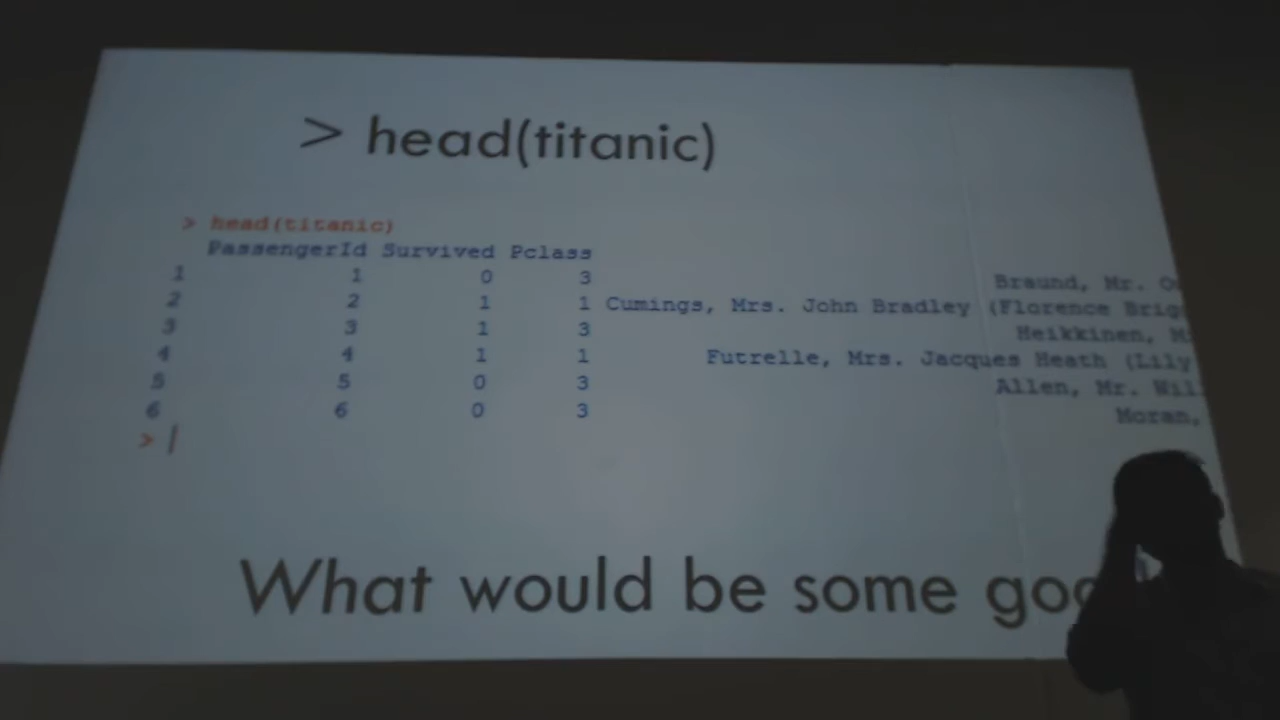 > head(titanic)
> head(titanic)
PassengerId Survived Pclass
1 1 0 3 Braund, Mr.
2 2 1 1 Cumings, Mrs. John Bradley (Florence
3 3 1 3 Heikkinen,
4 4 1 1 Futrelle, Mrs. Jacques Heath (Lily
5 5 0 3 Allen, Mr.
6 6 0 3 Moran,
>
What would be some